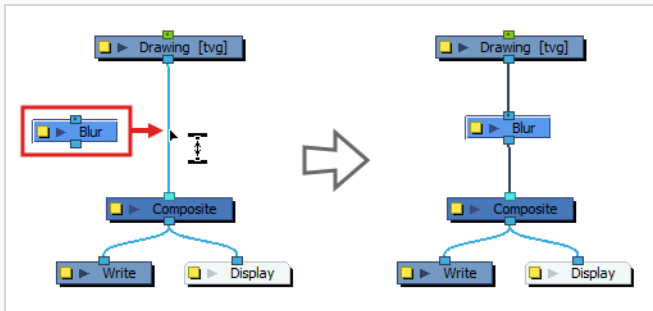 Drawing [tvg]
Blur
Composite
Write
Display
Drawing [tvg]
Blur
Composite
Write
Display